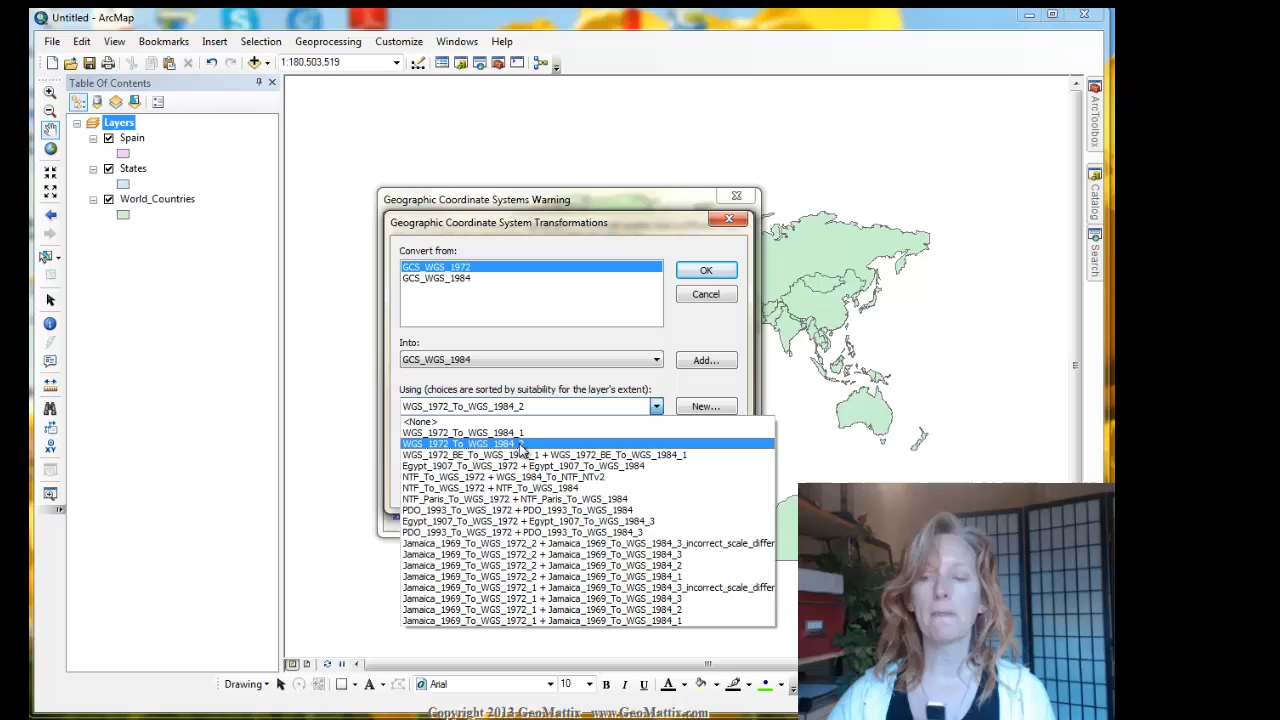 Untitled - ArcMap
File Edit View Bookmarks Insert Selection Geoprocessing Customize Windows Help
1:180,503,519
Table Of Contents
Layers
Spain
States
World_Countries
ArcToolbox
Catalog
Search
Geographic Coordinate Systems Warning
Geographic Coordinate System Transformations
Convert from:
GCS_WGS_1972
GCS_WGS_1984
OK
Cancel
Into:
GCS_WGS_1984
Add...
Using (choices are sorted by suitability for the layer's extent):
WGS_1972_To_WGS_1984_2
New...
<None>
WGS_1972_To_WGS_1984_1
WGS_1972_To_WGS_1984_2
WGS_1972_BE_To_WGS_1984_1 + WGS_1972_BE_To_WGS_1984_1
Egypt_1907_To_WGS_1972 + Egypt_1907_To_WGS_1984
NTF_To_WGS_1972 + WGS_1984_To_NTF_NTv2
NTF_To_WGS_1972 + NTF_To_WGS_1984
NTF_Paris_To_WGS_1972 + NTF_Paris_To_WGS_1984
PDO_1993_To_WGS_1972 + PDO_1993_To_WGS_1984
Egypt_1907_To_WGS_1972 + Egypt_1907_To_WGS_1984_3
PDO_1993_To_WGS_1972 + PDO_1993_To_WGS_1984_3
Jamaica_1969_To_WGS_1972_2 + Jamaica_1969_To_WGS_1984_3_incorrect_scale_differ
Jamaica_1969_To_WGS_1972_2 + Jamaica_1969_To_WGS_1984_3
Jamaica_1969_To_WGS_1972_2 + Jamaica_1969_To_WGS_1984_2
Jamaica_1969_To_WGS_1972_2 + Jamaica_1969_To_WGS_1984_1
Jamaica_1969_To_WGS_1972_1 + Jamaica_1969_To_WGS_1984_3_incorrect_scale_differ
Jamaica_1969_To_WGS_1972_1 + Jamaica_1969_To_WGS_1984_3
Jamaica_1969_To_WGS_1972_1 + Jamaica_1969_To_WGS_1984_2
Jamaica_1969_To_WGS_1972_1 + Jamaica_1969_To_WGS_1984_1
Drawing Arial 10 B I U A
Copyright 2013 GeoMattix - www.GeoMattix.com